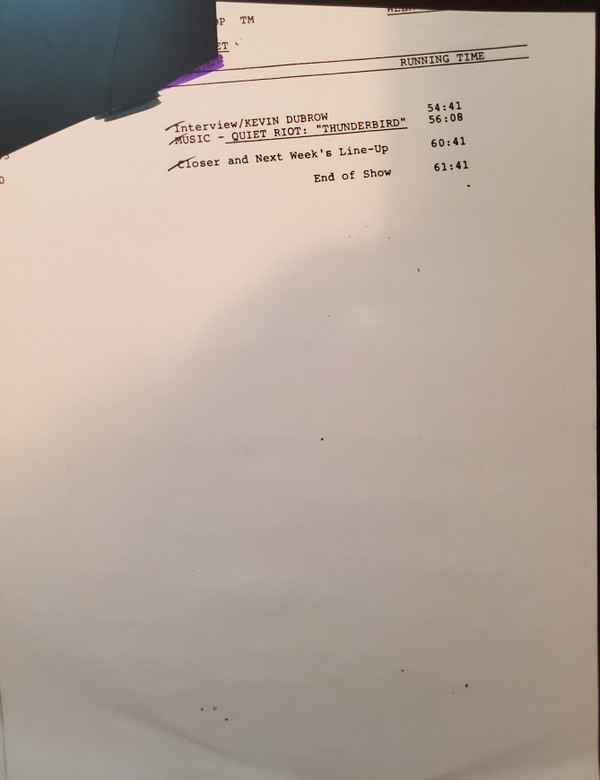 TM
RUNNING TIME
Interview/KEVIN DUBROW 54:41
MUSIC - QUIET RIOT: "THUNDERBIRD" 56:08
Closer and Next Week's Line-Up 60:41
End of Show 61:41